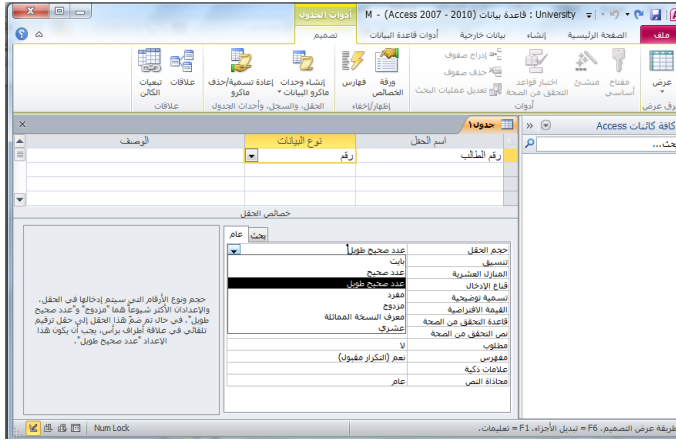 University : قاعدة بيانات (Access 2007 - 2010) - M
أدوات الجدول
ملف
الصفحة الرئيسية
إنشاء
بيانات خارجية
أدوات قاعدة البيانات
تصميم
عرض
مفتاح أساسي
منشئ
اختبار قواعد التحقق من الصحة
إدراج صفوف
حذف صفوف
تعديل عمليات البحث
ورقة الخصائص
فهارس
إنشاء وحدات ماكرو البيانات
إعادة تسمية/حذف ماكرو
علاقات
تبعيات الكائن
أدوات
إظهار/إخفاء
الحقل، والسجل، وأحداث الجدول
علاقات
كافة كائنات Access
جدول١
اسم الحقل
نوع البيانات
الوصف
رقم الطالب
رقم
خصائص الحقل
عام
بحث
حجم الحقل
عدد صحيح طويل
تنسيق
بايت
المنازل العشرية
عدد صحيح
قناع الإدخال
عدد صحيح طويل
تسمية توضيحية
مفرد
القيمة الافتراضية
مزدوج
قاعدة التحقق من الصحة
معرف النسخة المماثلة
نص التحقق من الصحة
عشري
مطلوب
لا
مفهرس
نعم (التكرار مقبول)
علامات ذكية
محاذاة النص
عام
حجم ونوع الأرقام التي سيتم إدخالها في الحقل.
والإعدادان الأكثر شيوعاً هما "مزدوج" و"عدد صحيح
طويل". في حال تم ضمّ هذا الحقل إلى حقل ترقيم
تلقائي في علاقة أطراف برأس، يجب أن يكون هذا
الإعداد "عدد صحيح طويل".
طريقة عرض التصميم. F6 = تبديل الأجزاء. F1 = تعليمات.
Num Lock